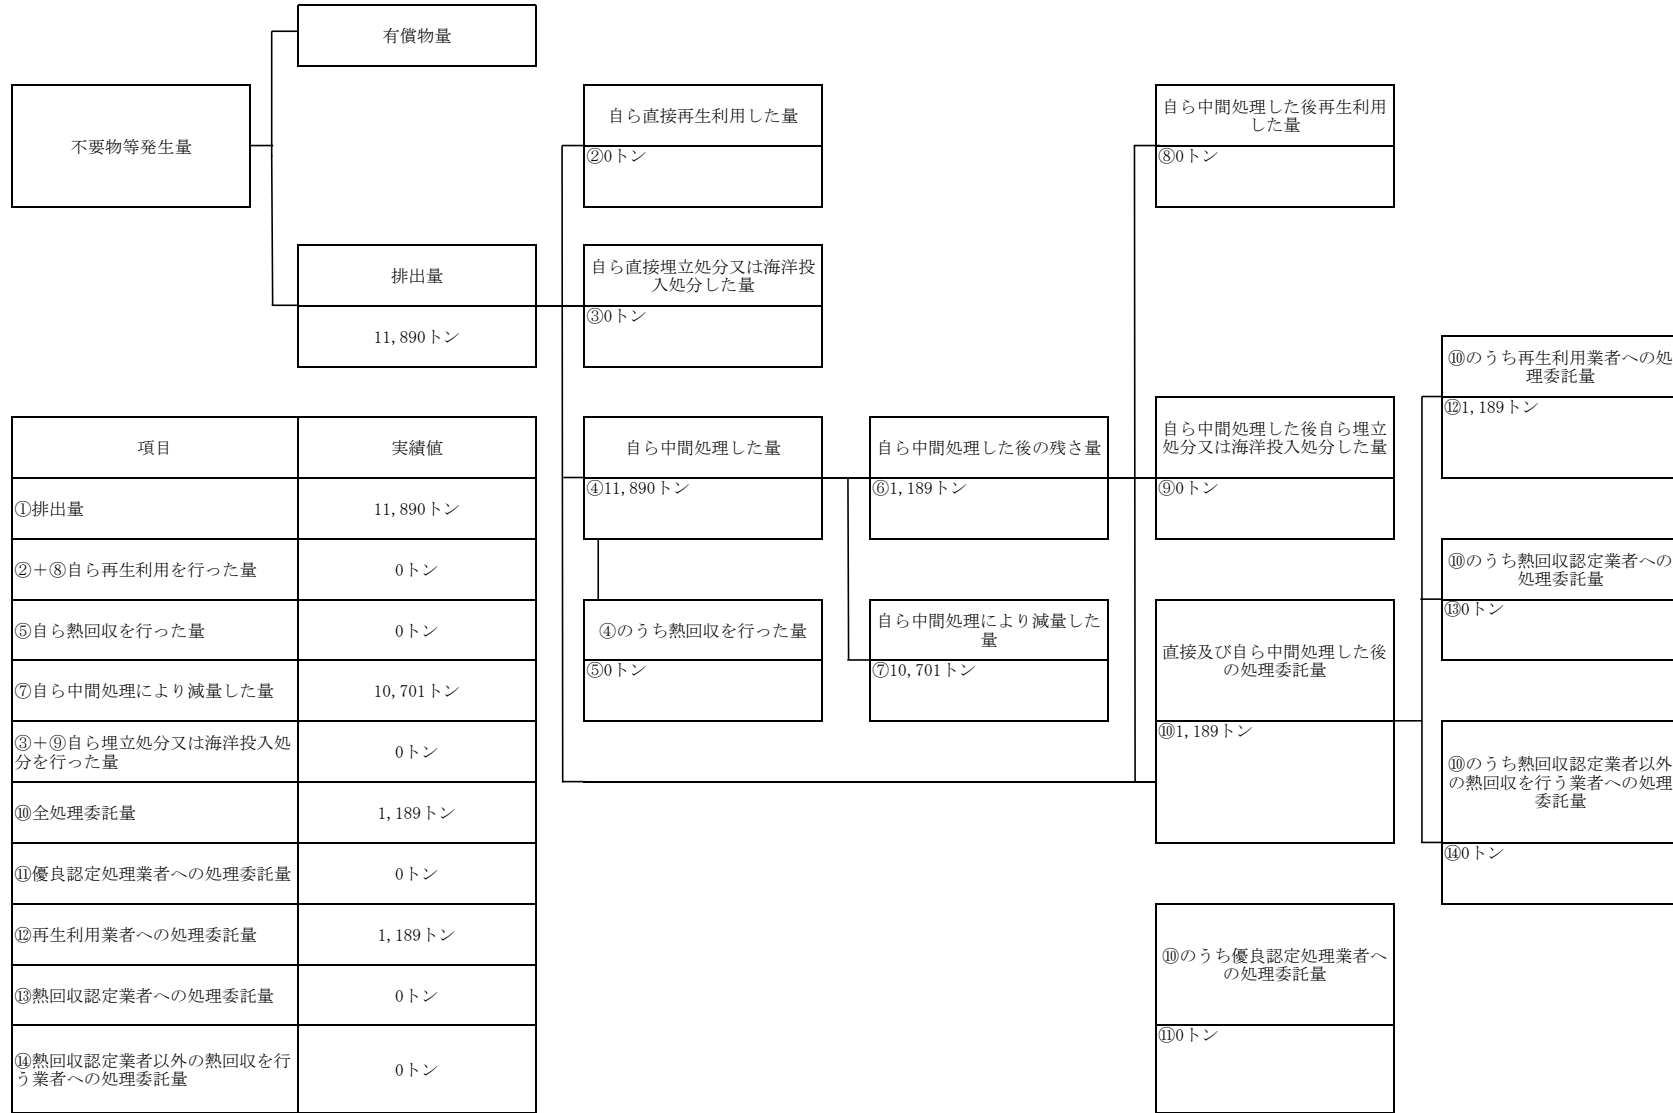 有償物量
不要物等発生量
排出量
11,890トン
自ら直接再生利用した量
②0トン
自ら直接埋立処分又は海洋投
入処分した量
③0トン
自ら中間処理した量
④11,890トン
④のうち熱回収を行った量
⑤0トン
自ら中間処理した後の残さ量
⑥1,189トン
自ら中間処理により減量した
量
⑦10,701トン
自ら中間処理した後再生利用
した量
⑧0トン
自ら中間処理した後自ら埋立
処分又は海洋投入処分した量
⑨0トン
直接及び自ら中間処理した後
の処理委託量
⑩1,189トン
⑩のうち優良認定処理業者へ
の処理委託量
⑪0トン
⑩のうち再生利用業者への処
理委託量
⑫1,189トン
⑩のうち熱回収認定業者への
処理委託量
⑬0トン
⑩のうち熱回収認定業者以外
の熱回収を行う業者への処理
委託量
⑭0トン
項目 実績値
①排出量 11,890トン
②+⑧自ら再生利用を行った量 0トン
⑤自ら熱回収を行った量 0トン
⑦自ら中間処理により減量した量 10,701トン
③+⑨自ら埋立処分又は海洋投入処
分を行った量 0トン
⑩全処理委託量 1,189トン
⑪優良認定処理業者への処理委託量 0トン
⑫再生利用業者への処理委託量 1,189トン
⑬熱回収認定業者への処理委託量 0トン
⑭熱回収認定業者以外の熱回収を行
う業者への処理委託量 0トン